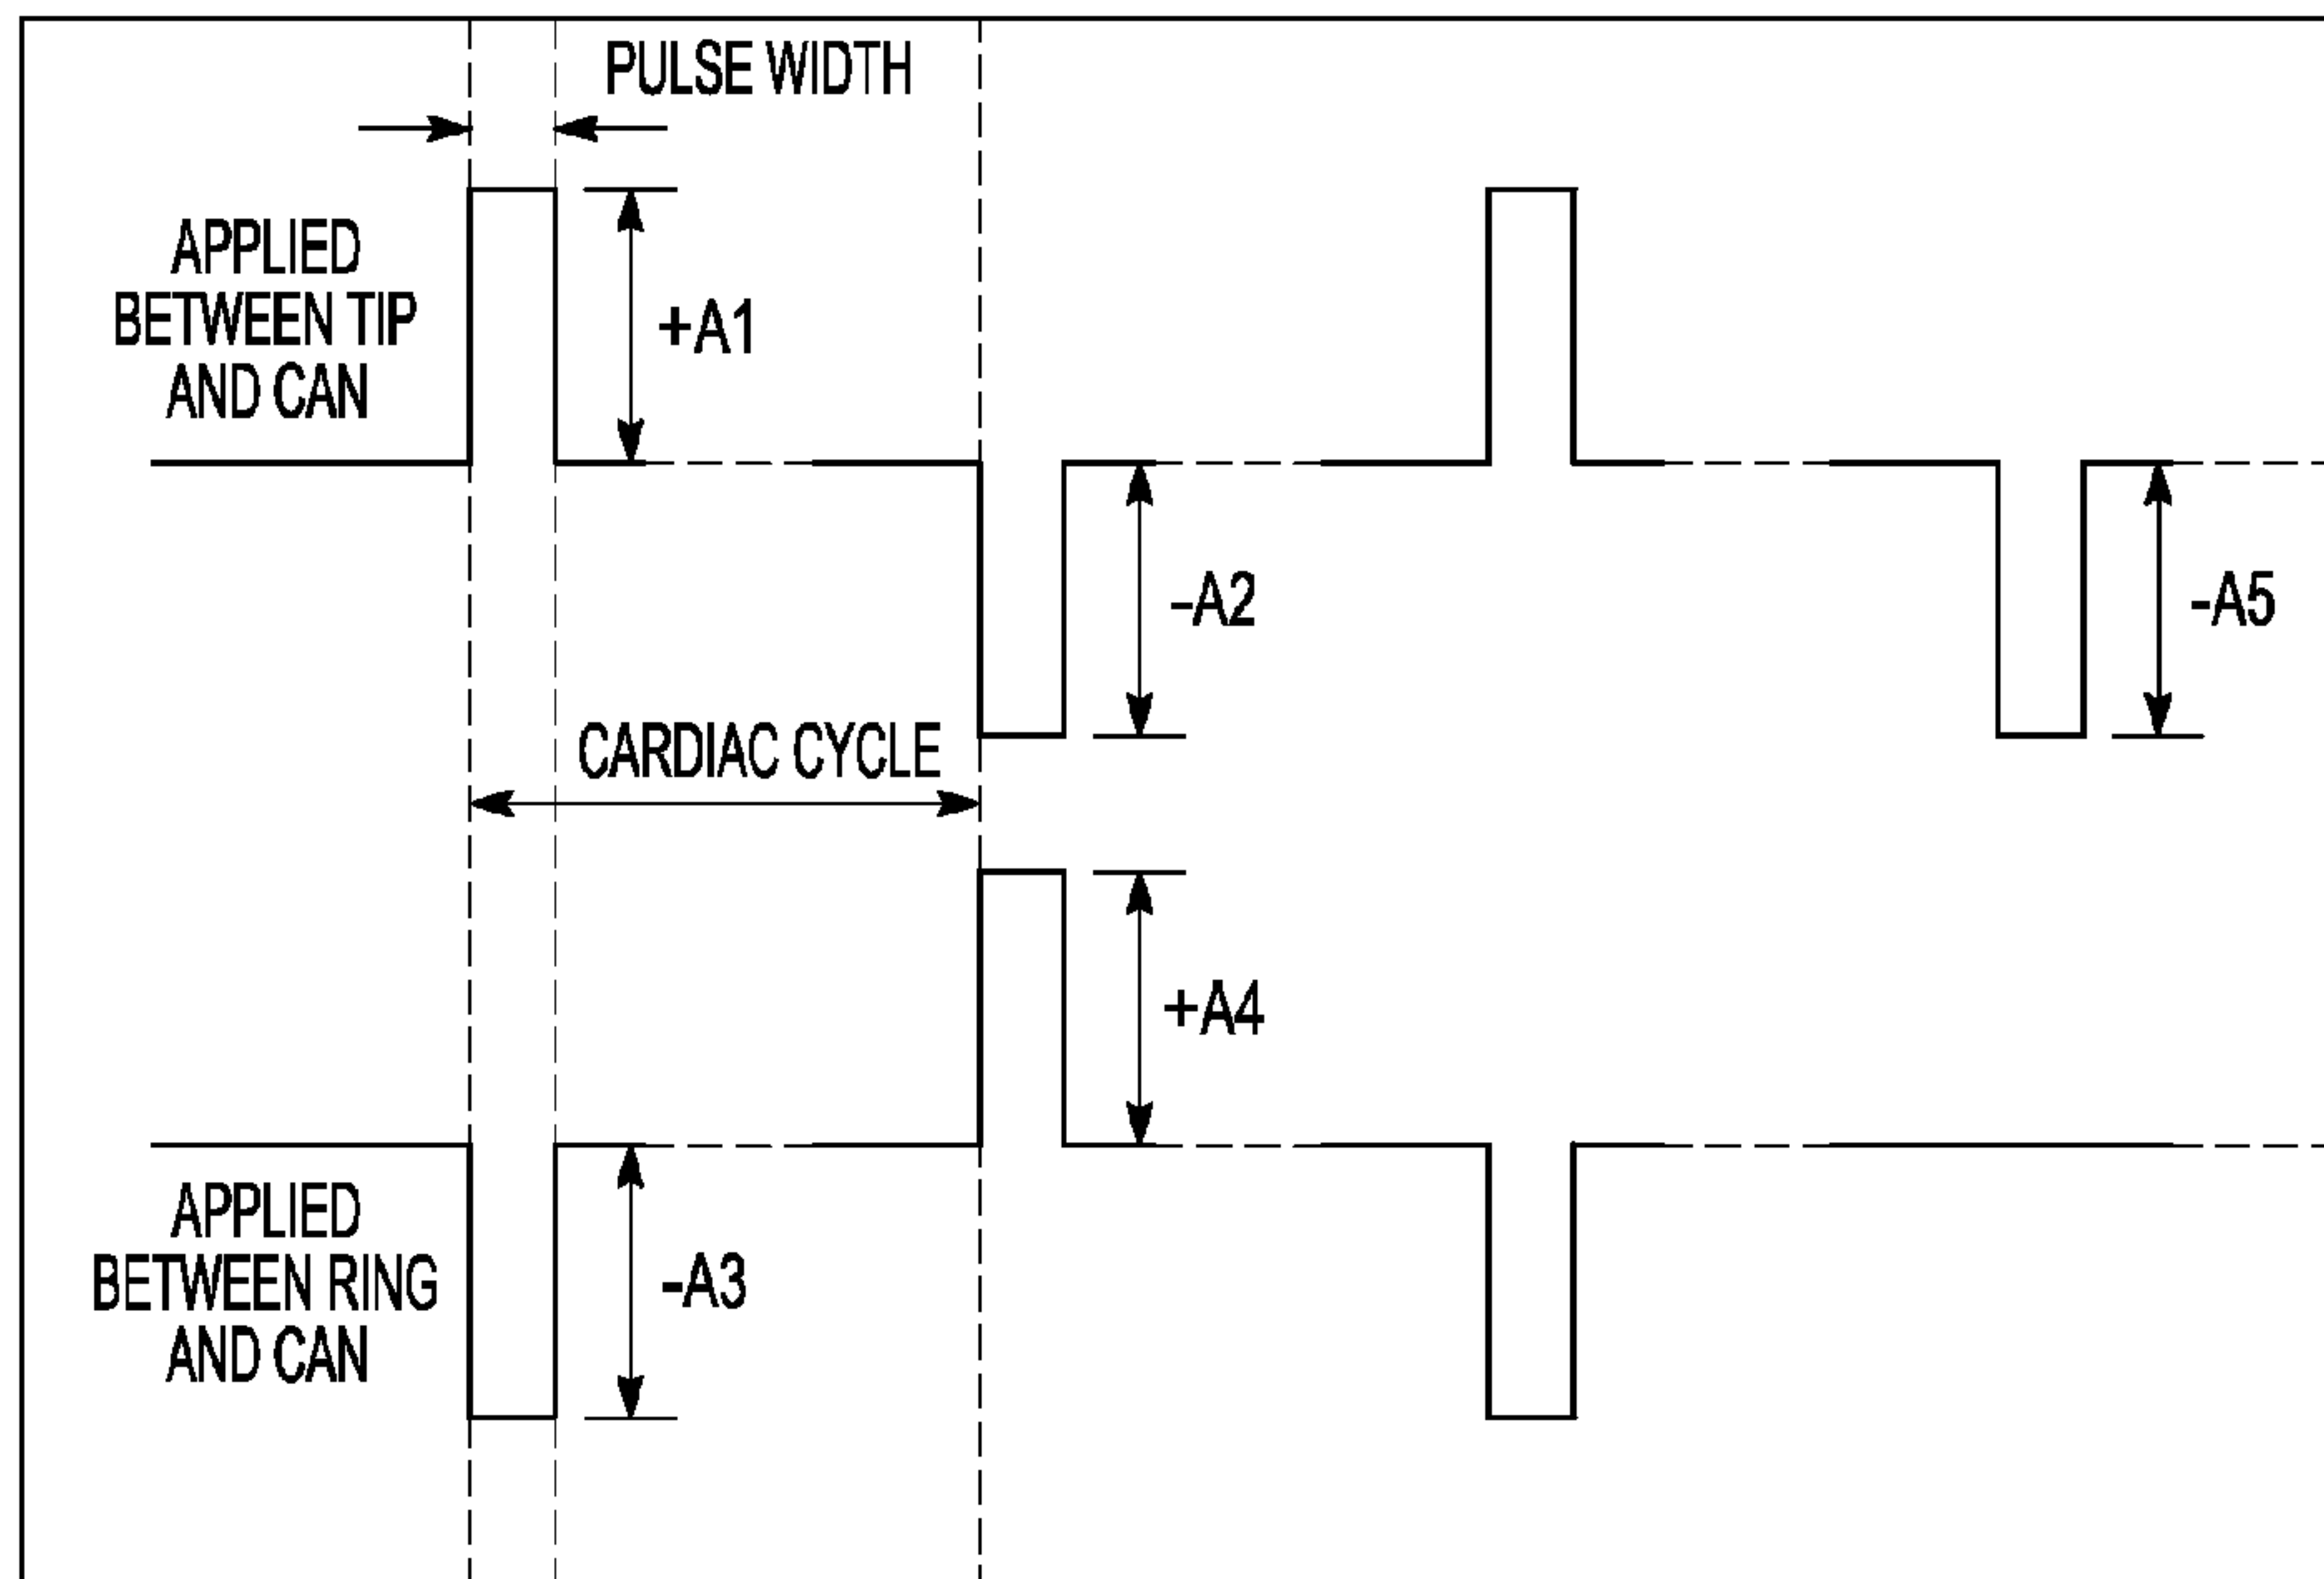 PULSE WIDTH
APPLIED
BETWEEN TIP
AND CAN
+A1
-A2
-A5
CARDIAC CYCLE
+A4
APPLIED
BETWEEN RING
AND CAN
-A3